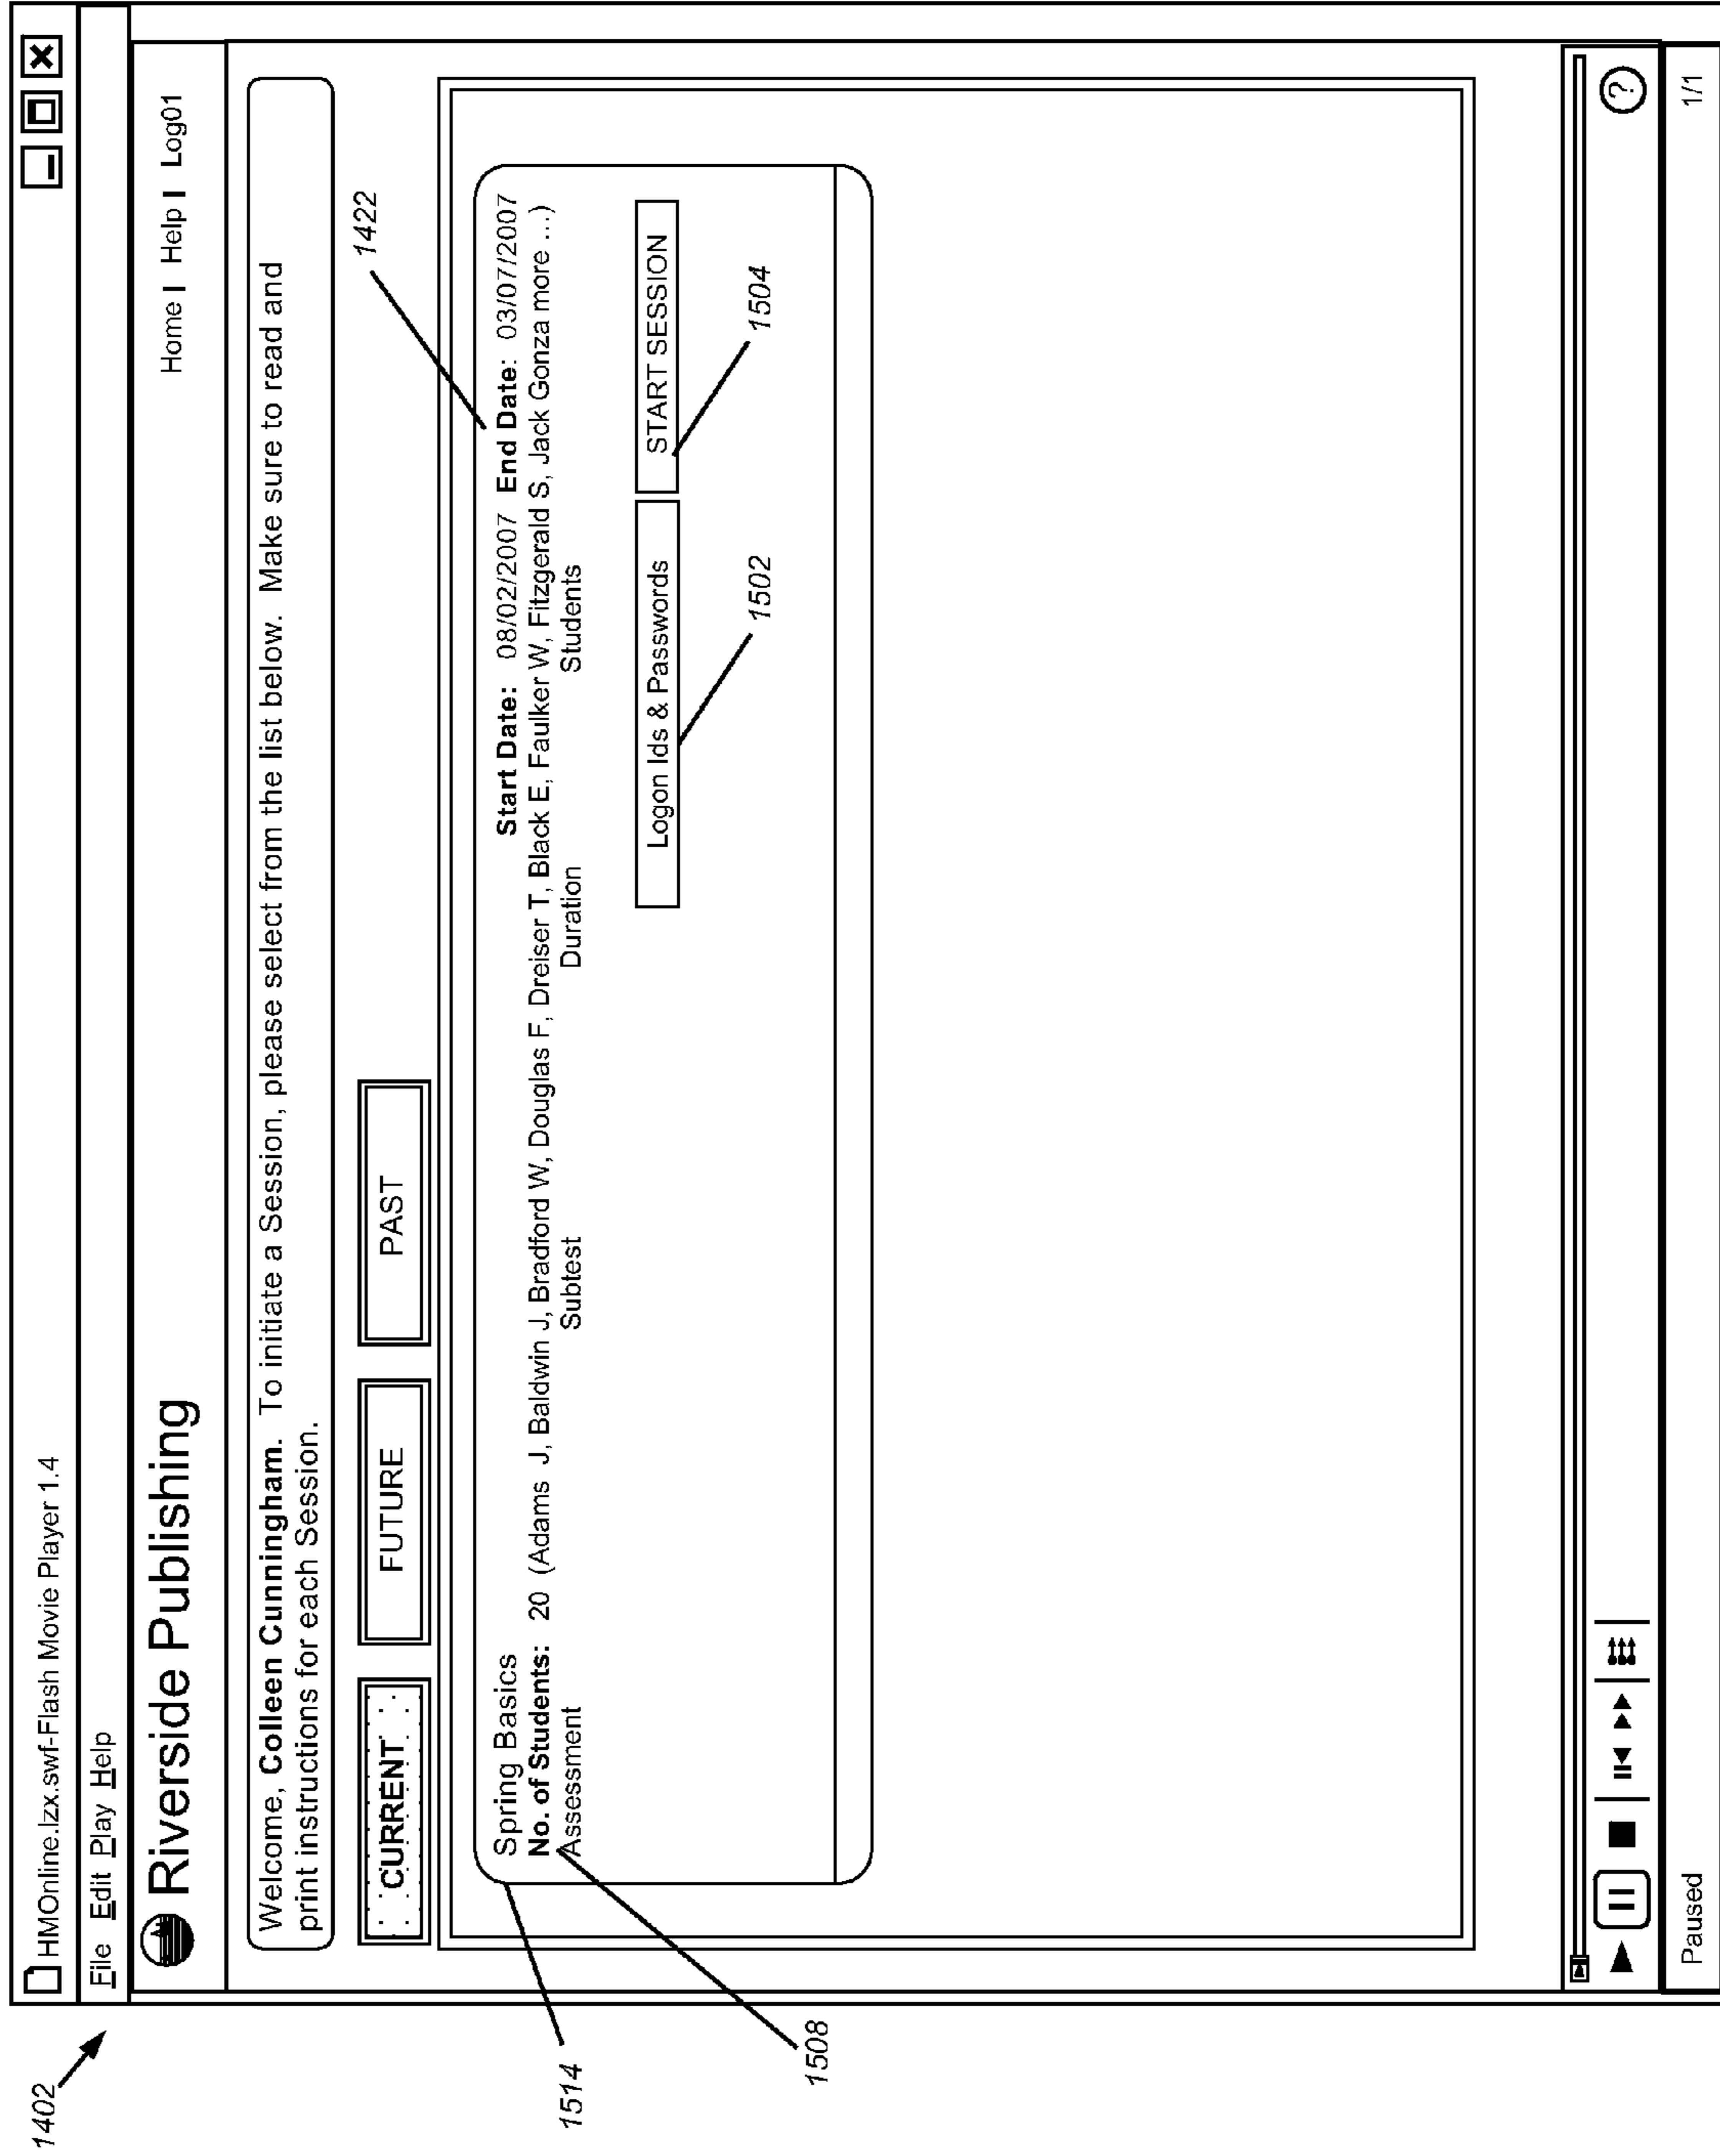 1402
HMOnline.lzx.swf-Flash Movie Player 1.4
File Edit Play Help
Riverside Publishing
Home | Help | Log01
Welcome, Colleen Cunningham. To initiate a Session, please select from the list below. Make sure to read and
print instructions for each Session.
CURRENT FUTURE PAST
1422
Spring Basics Start Date: 08/02/2007 End Date: 03/07/2007
No. of Students: 20 (Adams J, Baldwin J, Bradford W, Douglas F, Dreiser T, Black E, Faulker W, Fitzgerald S, Jack Gonza more ...)
Assessment Subtest Duration Students
1514
Logon Ids & Passwords START SESSION
1508 1502 1504
?
Paused 1/1